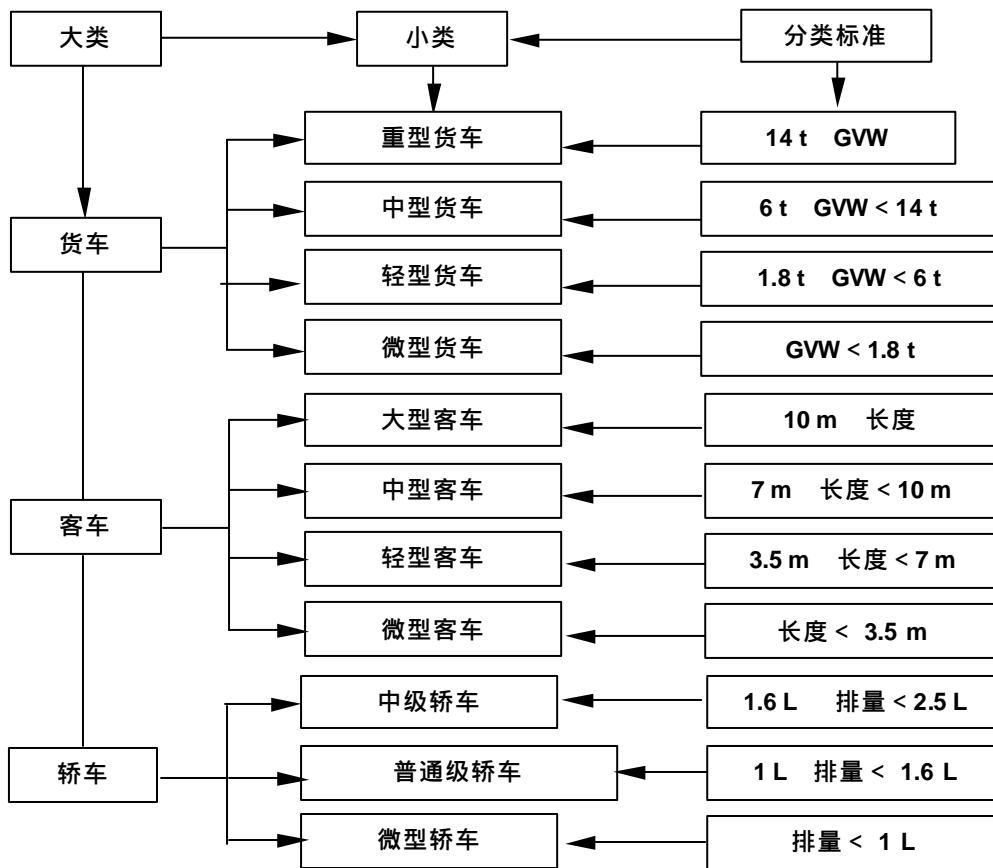 大类 小类 分类标准
重型货车 14 t GVW
中型货车 6 t GVW < 14 t
货车
轻型货车 1.8 t GVW < 6 t
微型货车 GVW < 1.8 t
大型客车 10 m 长度
中型客车 7 m 长度 < 10 m
客车
轻型客车 3.5 m 长度 < 7 m
微型客车 长度 < 3.5 m
中级轿车 1.6 L 排量 < 2.5 L
轿车 普通级轿车 1 L 排量 < 1.6 L
微型轿车 排量 < 1 L